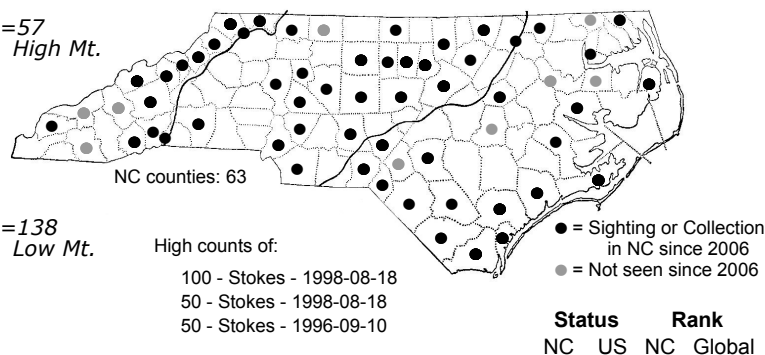 =57
High Mt.
NC counties: 63
=138
Low Mt.
High counts of:
100 - Stokes - 1998-08-18
50 - Stokes - 1998-08-18
50 - Stokes - 1996-09-10
● = Sighting or Collection
in NC since 2006
● = Not seen since 2006
Status Rank
NC US NC Global